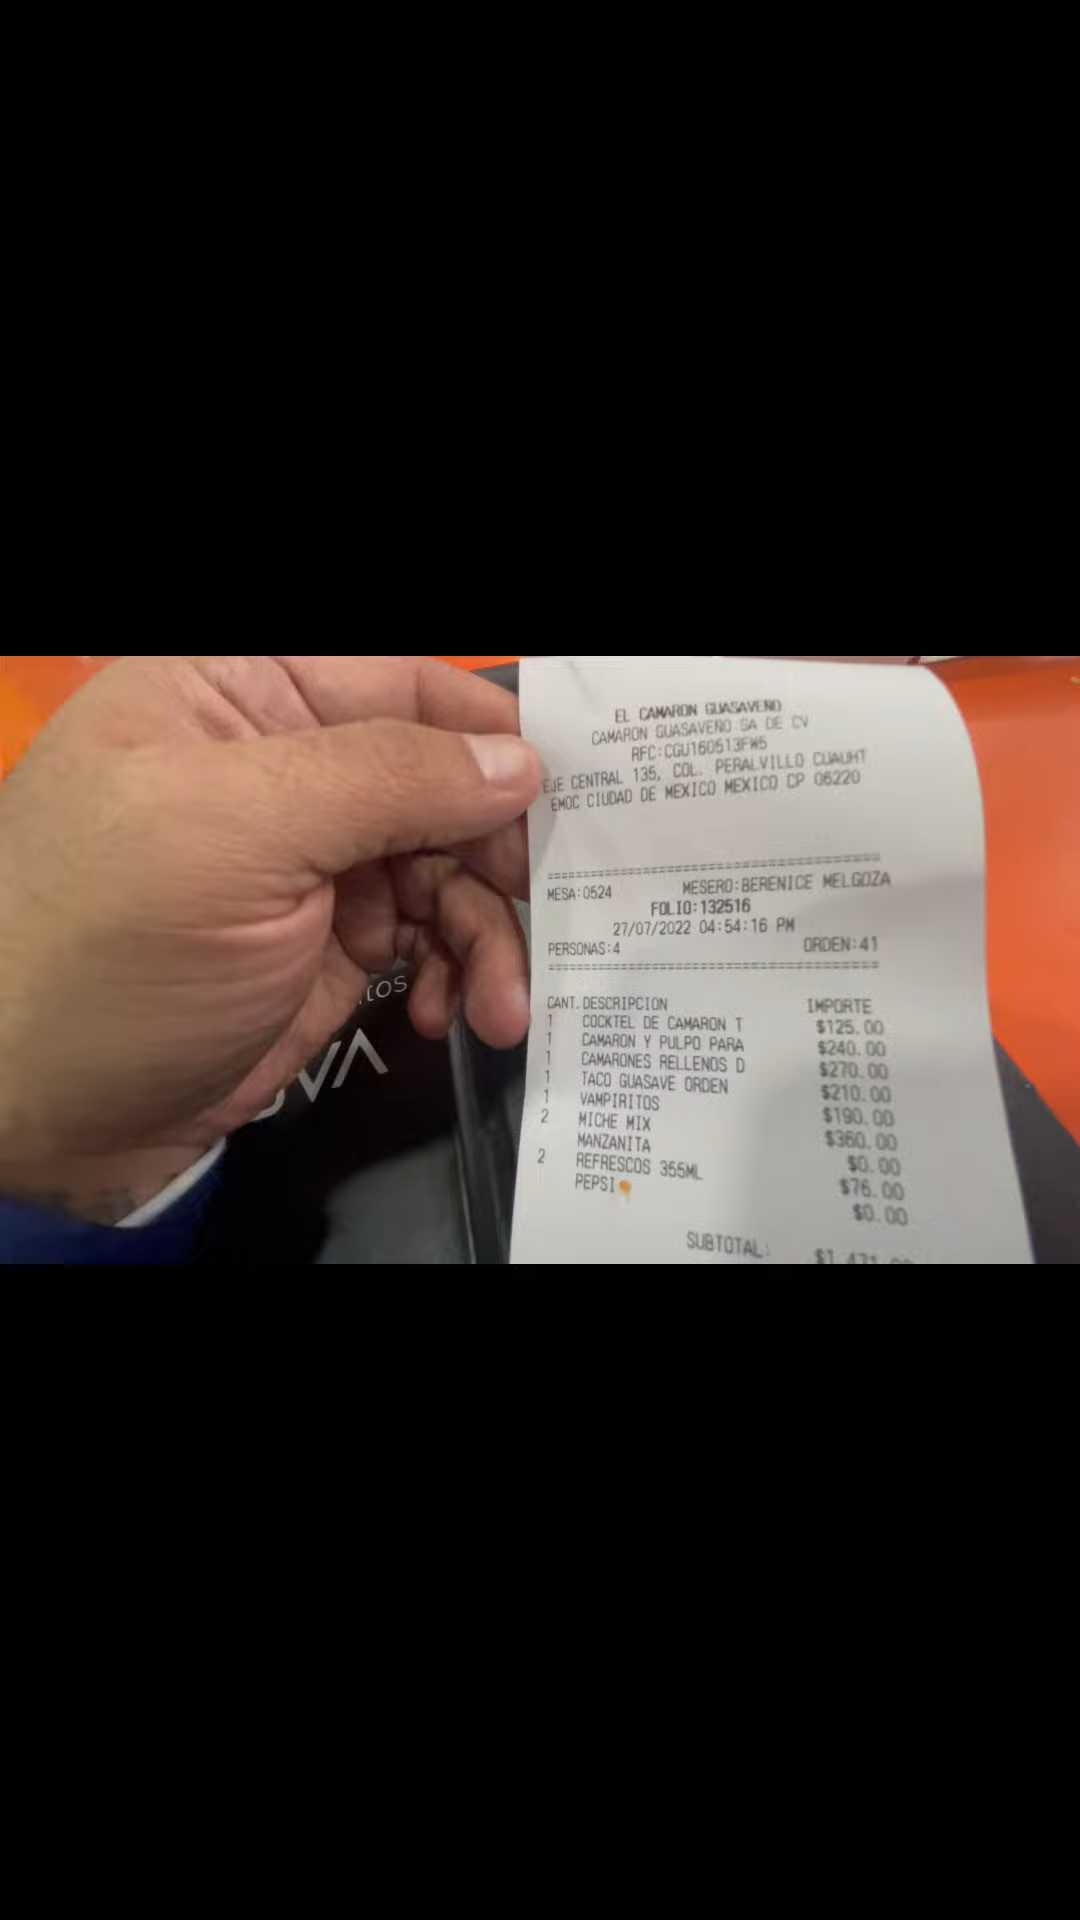 EL CAMARON GUASAVEÑO
CAMARON GUASAVEÑO SA DE CV
RFC:CGU160513FW5
EJE CENTRAL 135, COL. PERALVILLO CUAUHT
EMOC CIUDAD DE MEXICO MEXICO CP 06220
======================================
MESA:0524 MESERO:BERENICE MELGOZA
FOLIO:132516
27/07/2022 04:54:16 PM
PERSONAS:4 ORDEN:41
======================================
CANT. DESCRIPCION IMPORTE
1 COCKTEL DE CAMARON T $125.00
1 CAMARON Y PULPO PARA $240.00
1 CAMARONES RELLENOS D $270.00
1 TACO GUASAVE ORDEN $210.00
1 VAMPIRITOS $190.00
2 MICHE MIX $360.00
MANZANITA $0.00
2 REFRESCOS 355ML $76.00
PEPSI $0.00
SUBTOTAL: $1,471